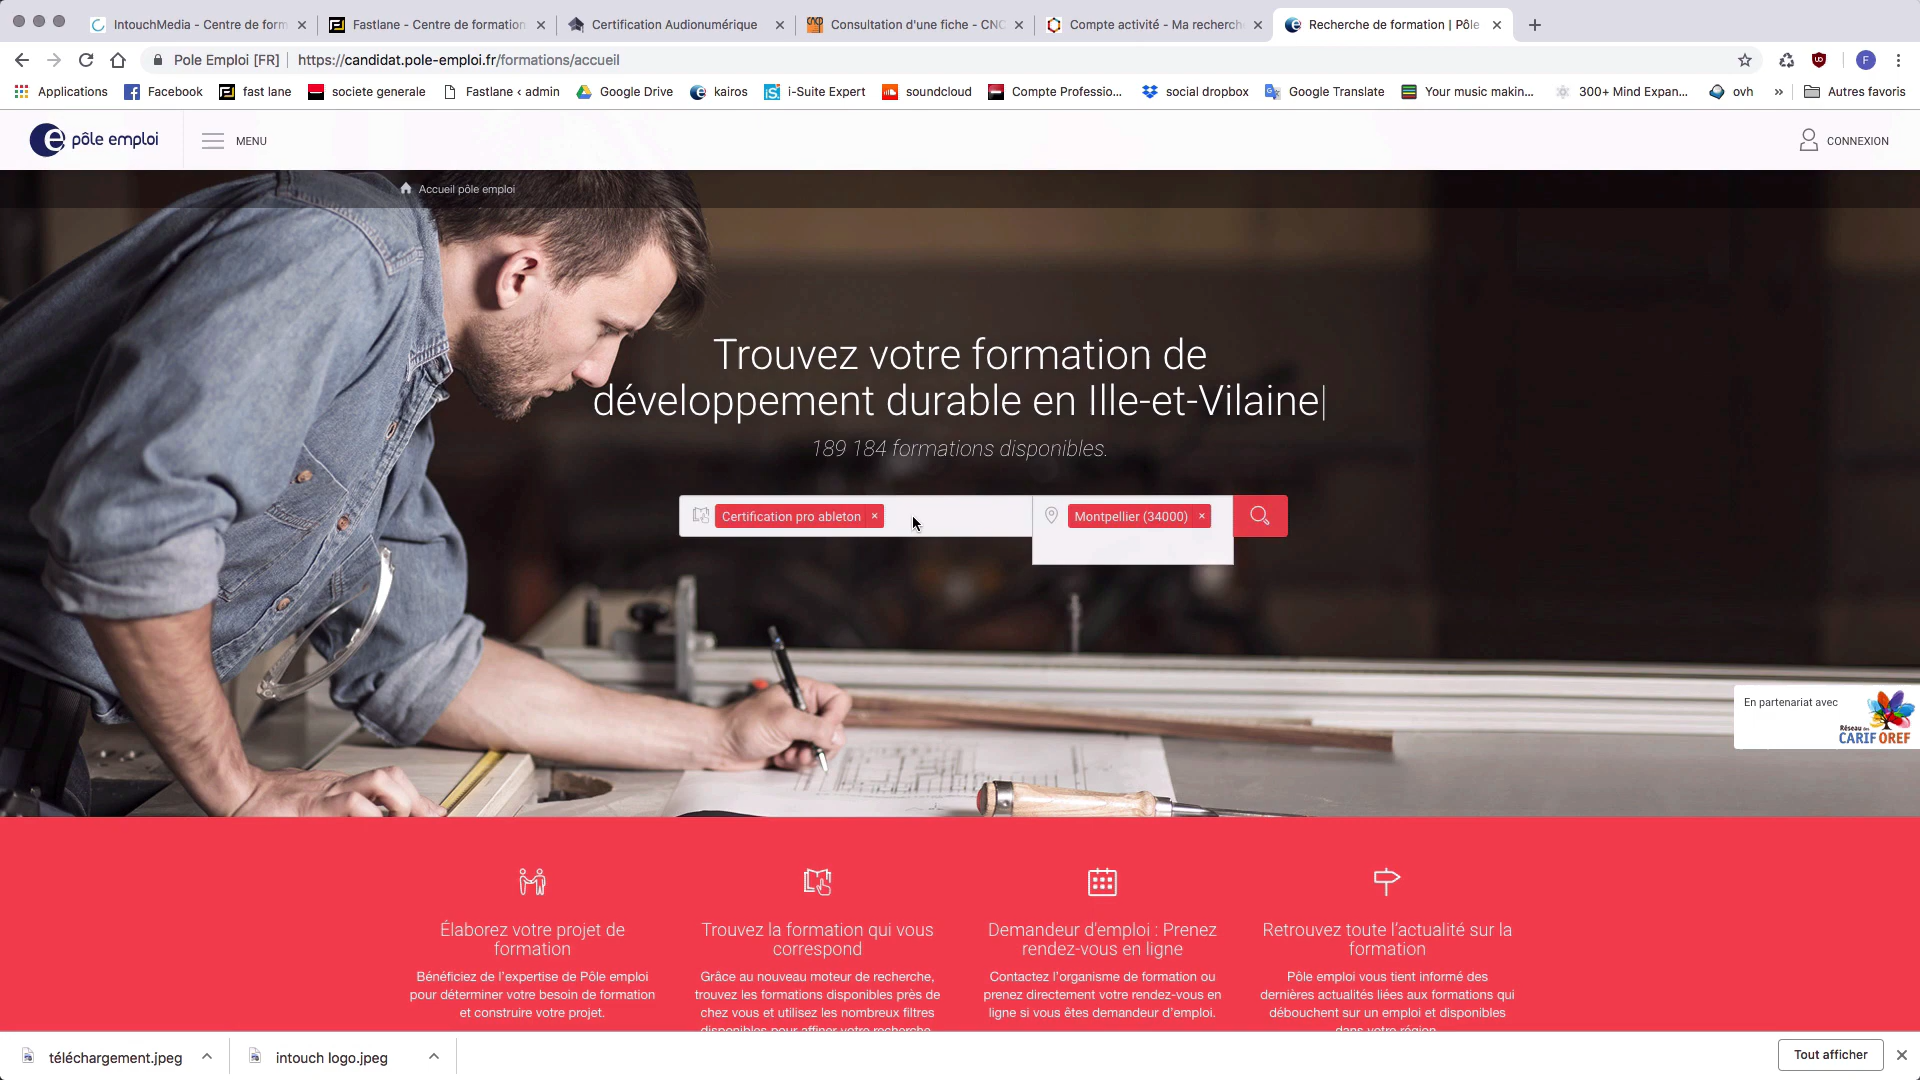 IntouchMedia - Centre de form
Fastlane - Centre de formation
Certification Audionumérique
Consultation d'une fiche - CNC
Compte activité - Ma recherch
Recherche de formation | Pôle
Pole Emploi [FR]
https://candidat.pole-emploi.fr/formations/accueil
F
Applications
Facebook
fast lane
societe generale
Fastlane < admin
Google Drive
kairos
i-Suite Expert
soundcloud
Compte Professio...
social dropbox
Google Translate
Your music makin...
300+ Mind Expan...
ovh
»
Autres favoris
pôle emploi
MENU
CONNEXION
Accueil pôle emploi
Trouvez votre formation de
développement durable en Ille-et-Vilaine|
189 184 formations disponibles.
Certification pro ableton ×
Montpellier (34000) ×
En partenariat avec
Réseau des
CARIF OREF
Élaborez votre projet de
formation
Bénéficiez de l'expertise de Pôle emploi
pour déterminer votre besoin de formation
et construire votre projet.
Trouvez la formation qui vous
correspond
Grâce au nouveau moteur de recherche,
trouvez les formations disponibles près de
chez vous et utilisez les nombreux filtres
disponibles pour affiner votre recherche
Demandeur d'emploi : Prenez
rendez-vous en ligne
Contactez l'organisme de formation ou
prenez directement votre rendez-vous en
ligne si vous êtes demandeur d'emploi.
Retrouvez toute l'actualité sur la
formation
Pôle emploi vous tient informé des
dernières actualités liées aux formations qui
débouchent sur un emploi et disponibles
dans votre région
téléchargement.jpeg
intouch logo.jpeg
Tout afficher